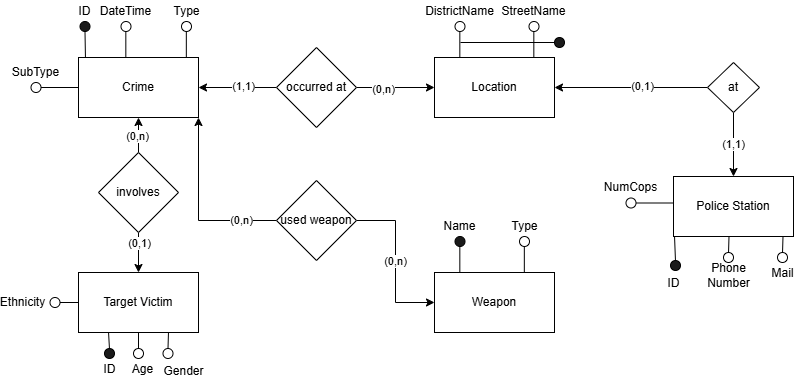 ID
DateTime
Type
DistrictName
StreetName
SubType
Crime
(1,1)
occurred at
(0,n)
Location
(0,1)
at
(0,n)
(1,1)
involves
NumCops
Police Station
(0,n)
used weapon
Name
Type
(0,1)
(0,n)
ID
Phone
Number
Mail
Ethnicity
Target Victim
Weapon
ID
Age
Gender